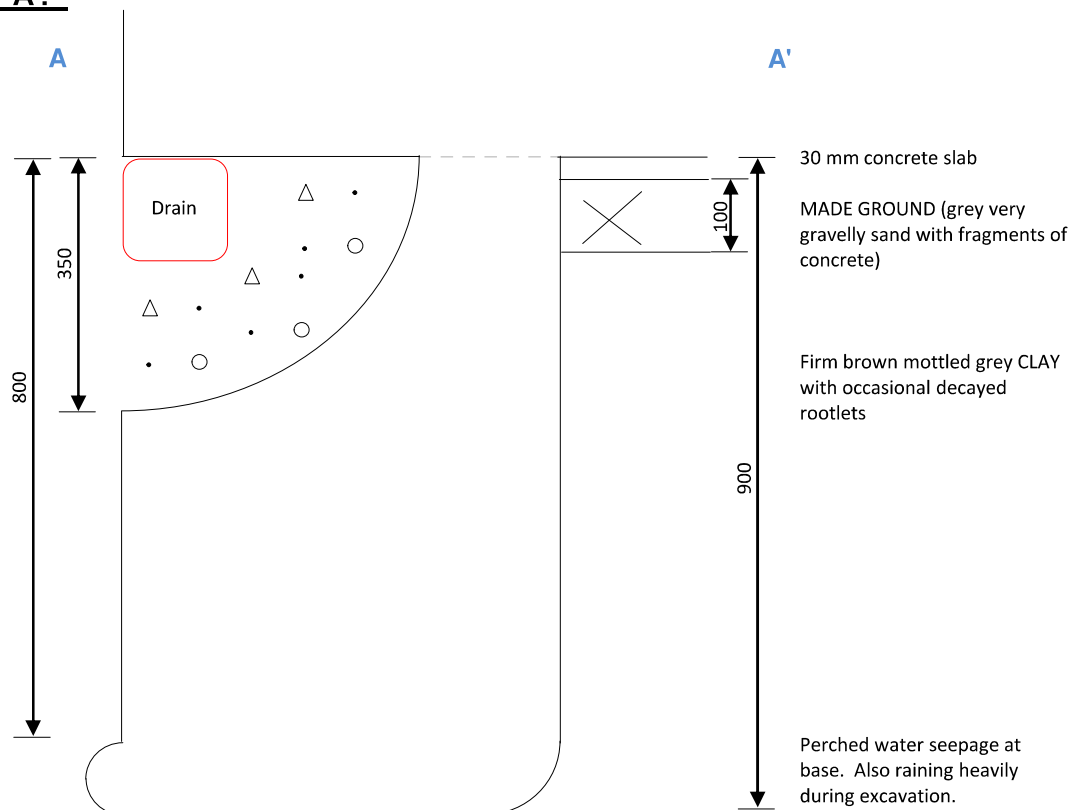 A
A'
30 mm concrete slab
MADE GROUND (grey very
gravelly sand with fragments of
concrete)
Drain
100
350
Firm brown mottled grey CLAY
with occasional decayed
rootlets
800
900
Perched water seepage at
base.  Also raining heavily
during excavation.